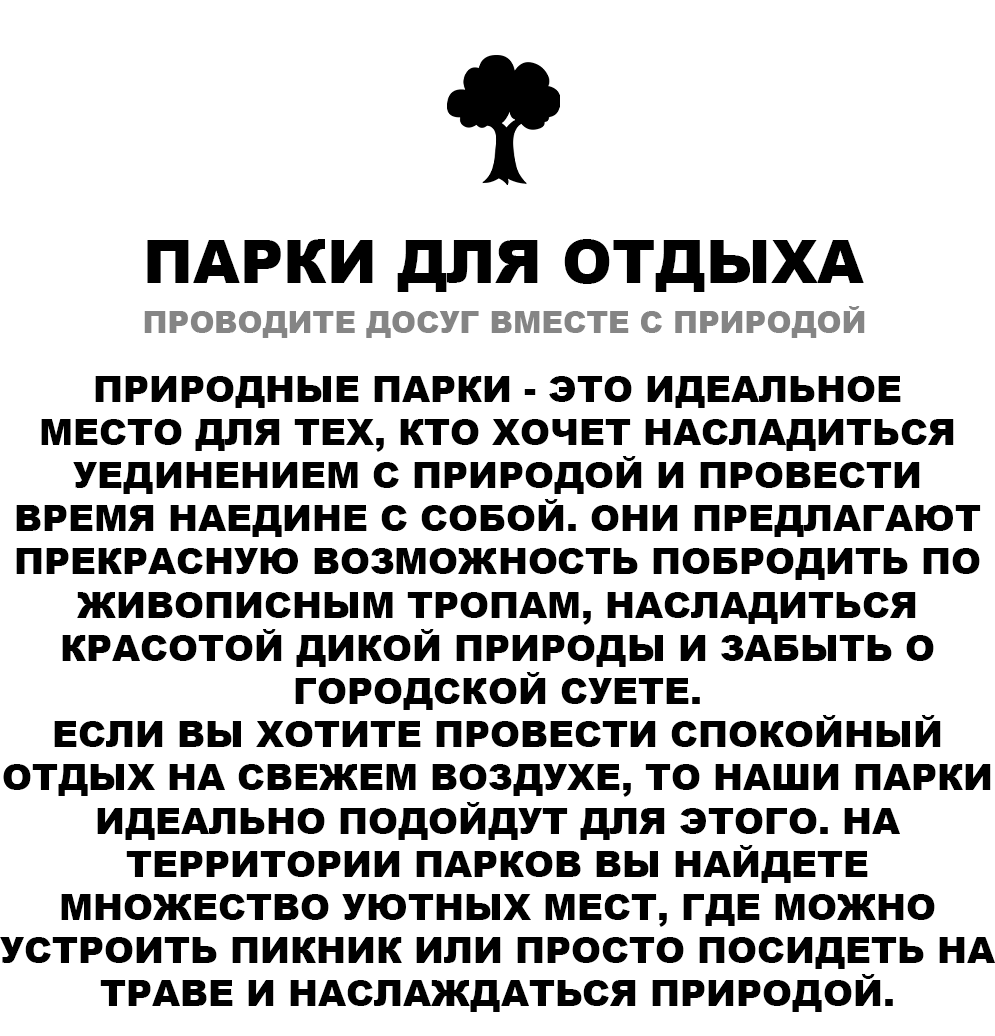 ПАРКИ ДЛЯ ОТДЫХА
ПРОВОДИТЕ ДОСУГ ВМЕСТЕ С ПРИРОДОЙ
ПРИРОДНЫЕ ПАРКИ - ЭТО ИДЕАЛЬНОЕ
МЕСТО ДЛЯ ТЕХ, КТО ХОЧЕТ НАСЛАДИТЬСЯ
УЕДИНЕНИЕМ С ПРИРОДОЙ И ПРОВЕСТИ
ВРЕМЯ НАЕДИНЕ С СОБОЙ. ОНИ ПРЕДЛАГАЮТ
ПРЕКРАСНУЮ ВОЗМОЖНОСТЬ ПОБРОДИТЬ ПО
ЖИВОПИСНЫМ ТРОПАМ, НАСЛАДИТЬСЯ
КРАСОТОЙ ДИКОЙ ПРИРОДЫ И ЗАБЫТЬ О
ГОРОДСКОЙ СУЕТЕ.
ЕСЛИ ВЫ ХОТИТЕ ПРОВЕСТИ СПОКОЙНЫЙ
ОТДЫХ НА СВЕЖЕМ ВОЗДУХЕ, ТО НАШИ ПАРКИ
ИДЕАЛЬНО ПОДОЙДУТ ДЛЯ ЭТОГО. НА
ТЕРРИТОРИИ ПАРКОВ ВЫ НАЙДЕТЕ
МНОЖЕСТВО УЮТНЫХ МЕСТ, ГДЕ МОЖНО
УСТРОИТЬ ПИКНИК ИЛИ ПРОСТО ПОСИДЕТЬ НА
ТРАВЕ И НАСЛАЖДАТЬСЯ ПРИРОДОЙ.